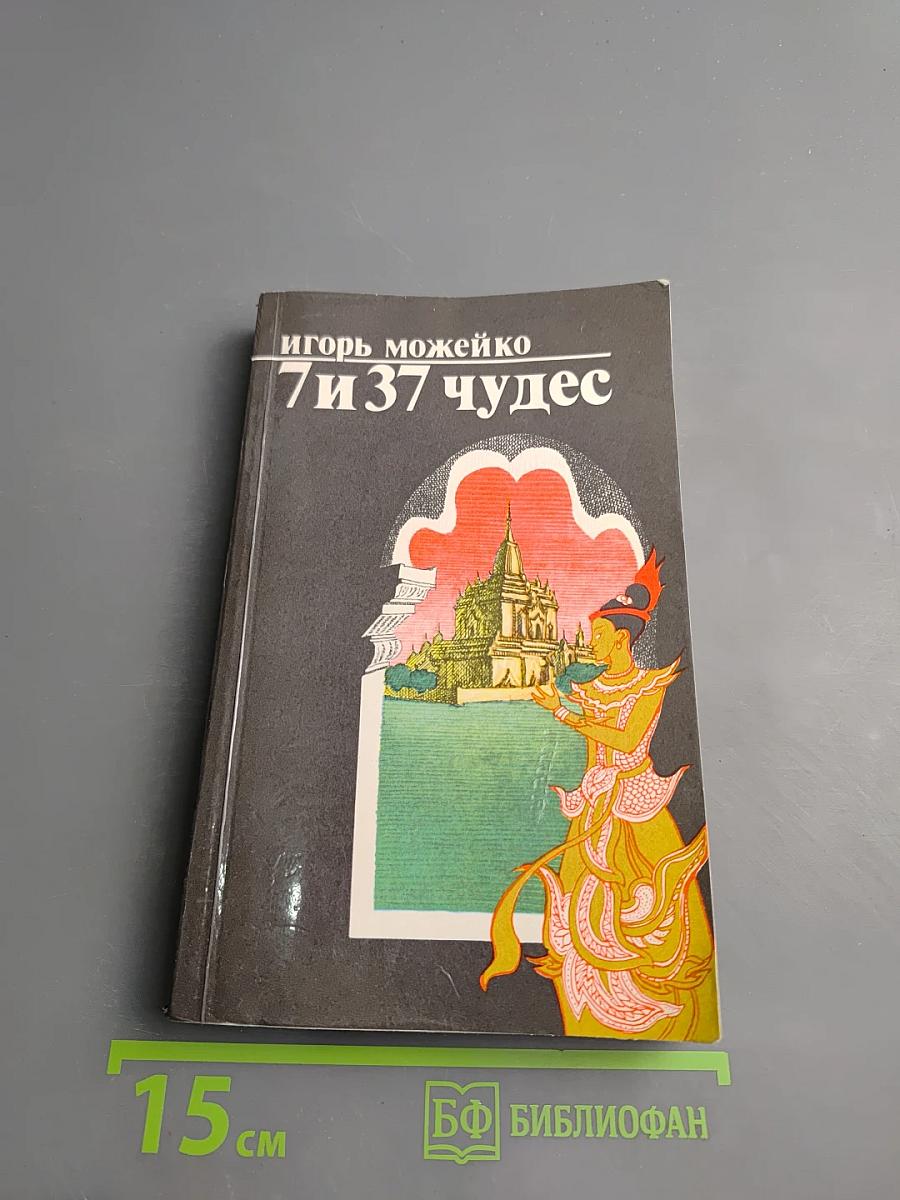 игорь можейко
7 и 37 чудес
15 см
БФ БИБЛИОФАН